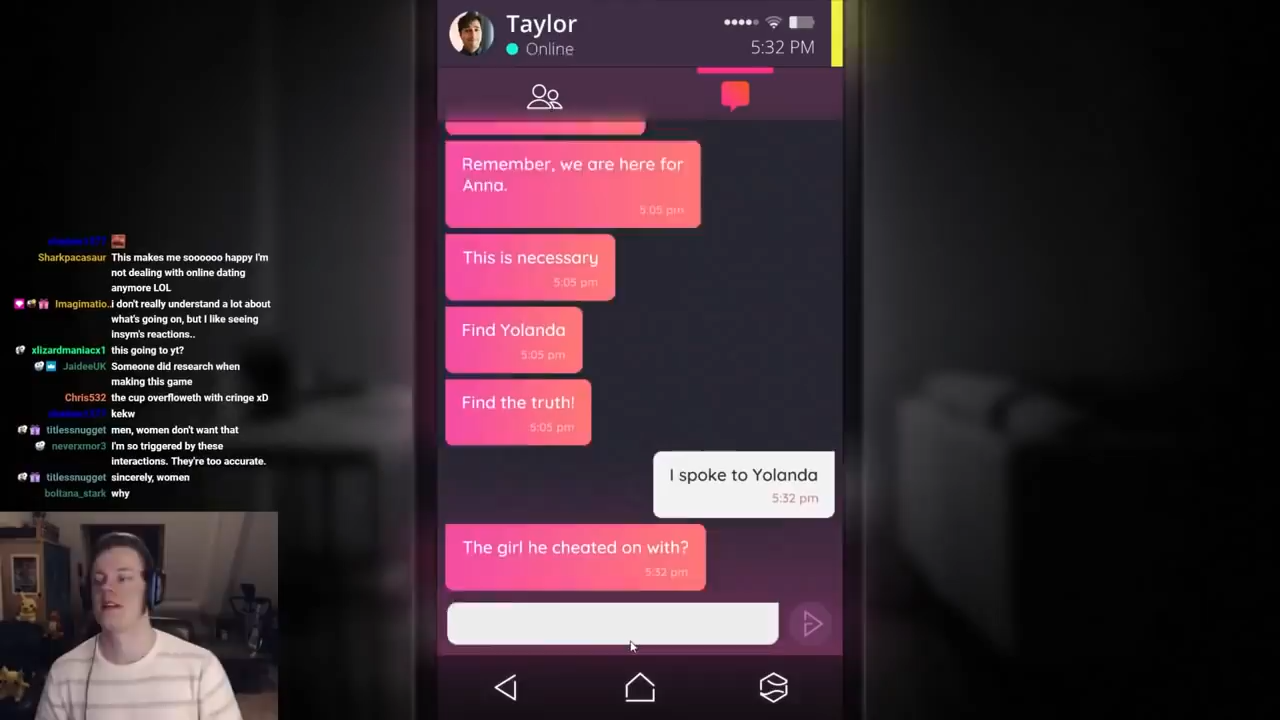 Taylor
Online
5:32 PM
Remember, we are here for
Anna.
5:05 pm
This is necessary
5:05 pm
Find Yolanda
5:05 pm
Find the truth!
5:05 pm
I spoke to Yolanda
5:32 pm
The girl he cheated on with?
5:32 pm
Sharkpacasaur This makes me soooooo happy I'm
not dealing with online dating
anymore LOL
Imagimatio.. i don't really understand a lot about
what's going on, but I like seeing
insym's reactions..
xlizardmaniacx1 this going to yt?
JaideeUK Someone did research when
making this game
Chris532 the cup overfloweth with cringe xD
kekw
titlessnugget men, women don't want that
neverxmor3 I'm so triggered by these
interactions. They're too accurate.
titlessnugget sincerely, women
boltana_stark why